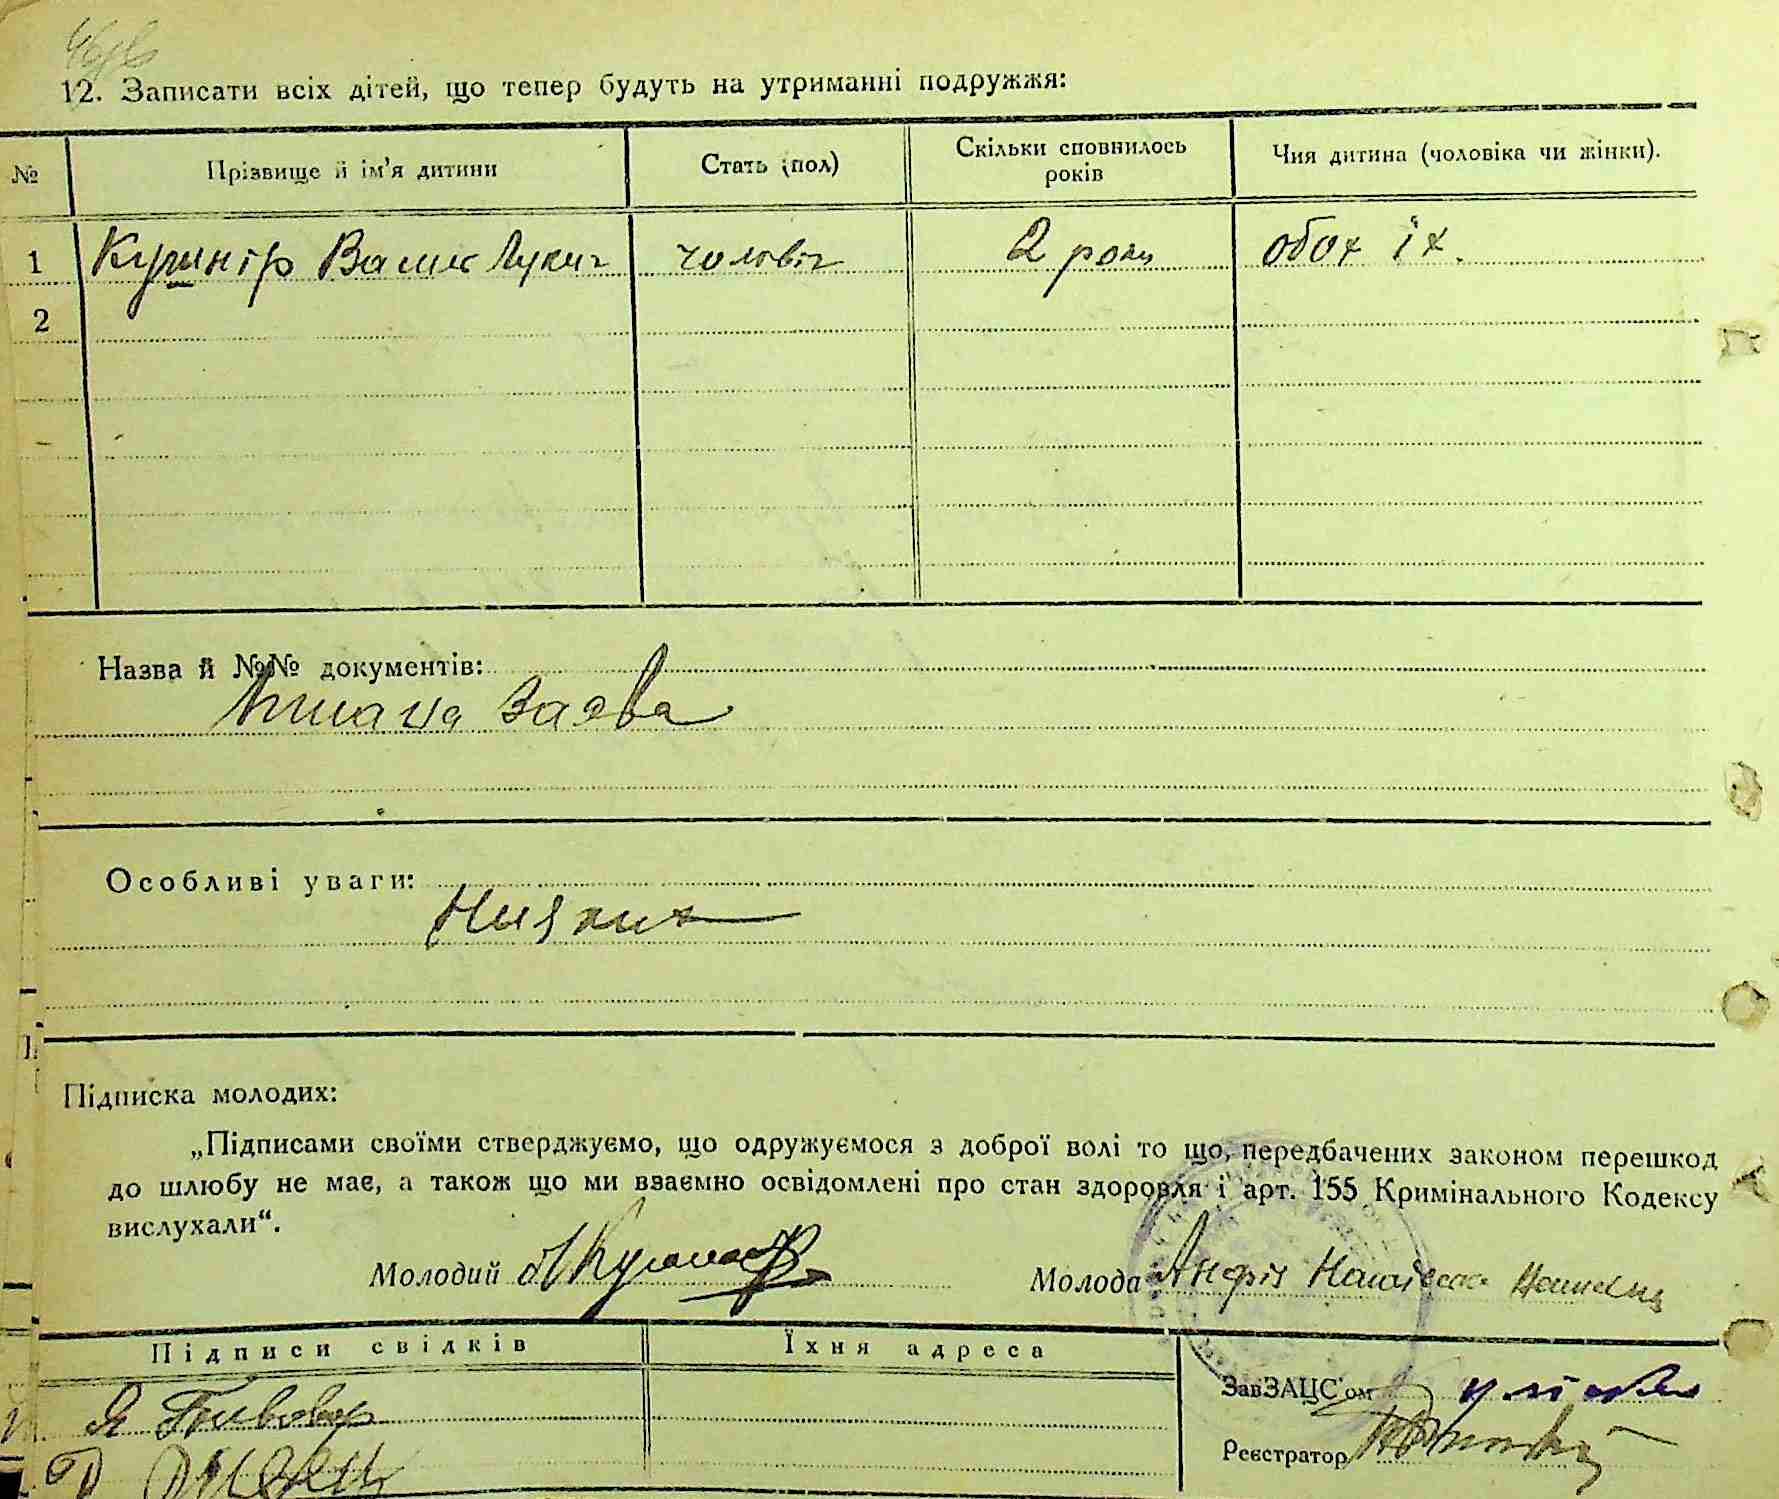 12. Записати всіх дітей, що тепер будуть на утриманні подружжя:
№ Прізвище й ім'я дитини Стать (пол) Скільки сповнилось років Чия дитина (чоловіка чи жінки).
1 чоловіч 2 роки обох їх.
2
Назва й №№ документів:
заява
Особливі уваги:
Ніяких
Підписка молодих:
„Підписами своїми стверджуємо, що одружуємося з доброї волі то що, передбачених законом перешкод
до шлюбу не має, а також що ми взаємно освідомлені про стан здоровля і арт. 155 Кримінального Кодексу
вислухали“.
Молодий Молода
Підписи свідків Їхня адреса
ЗавЗАЦС'ом
Реєстратор